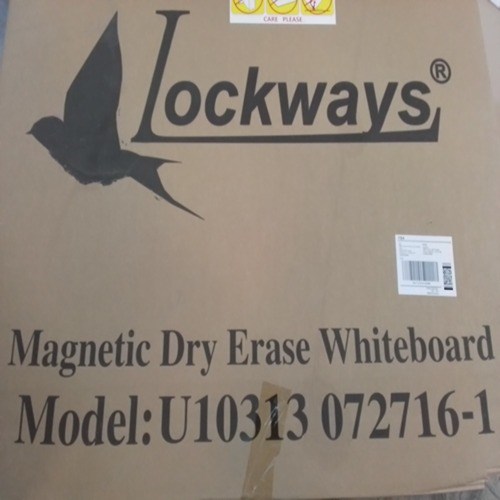 CARE PLEASE
Lockways®
Magnetic Dry Erase Whiteboard
Model: U10313 072716-1